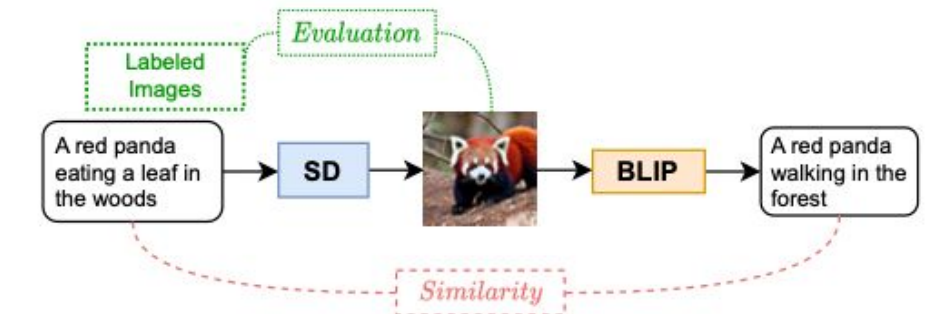 Evaluation
Labeled
Images
A red panda
eating a leaf in
the woods
SD
BLIP
A red panda
walking in the
forest
Similarity